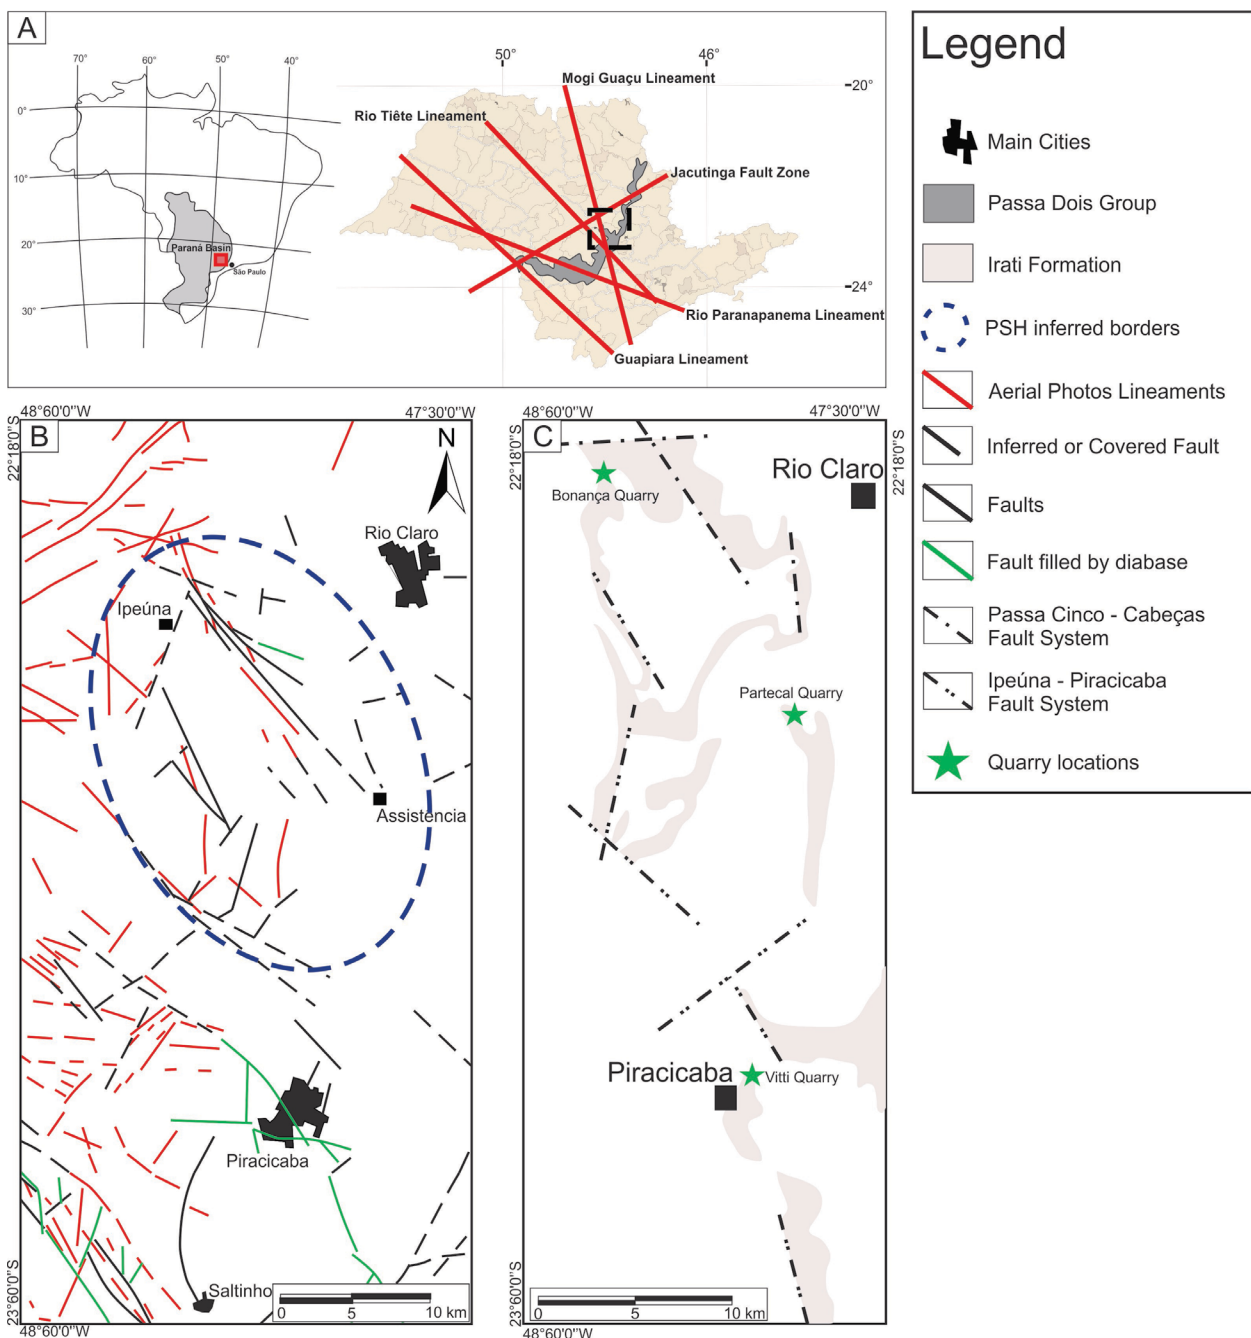 A
70°
60°
50°
40°
0°
10°
20°
30°
Paraná Basin
São Paulo
50°
46°
Mogi Guaçu Lineament
20°
Rio Tiête Lineament
Jacutinga Fault Zone
24°
Rio Paranapanema Lineament
Guapiara Lineament
48°60'0"W
47°30'0"W
22°18'0"S
B
N
Rio Claro
Ipeúna
Assistência
Piracicaba
Saltinho
0
5
10 km
23°60'0"S
48°60'0"W
48°60'0"W
47°30'0"W
22°18'0"S
22°18'0"S
C
Rio Claro
Bonança Quarry
Partecal Quarry
Piracicaba
Vitti Quarry
0
5
10 km
48°60'0"W
Legend
Main Cities
Passa Dois Group
Irati Formation
PSH inferred borders
Aerial Photos Lineaments
Inferred or Covered Fault
Faults
Fault filled by diabase
Passa Cinco - Cabeças
Fault System
Ipeúna - Piracicaba
Fault System
Quarry locations